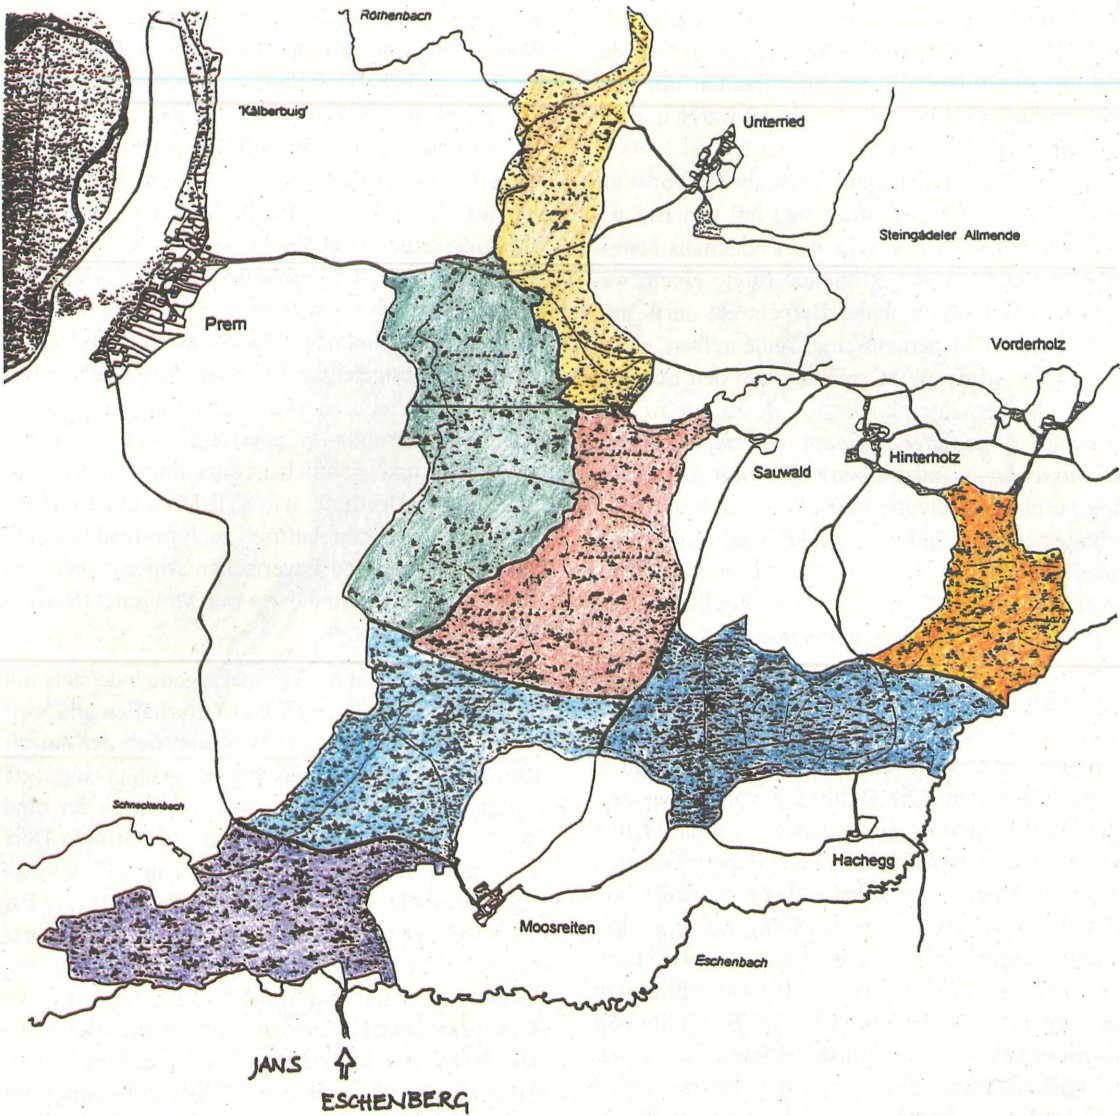 Röthenbach
'Kälberbuig'
Unterried
Steingädeler Allmende
Prem
Vorderholz
Sauwald
Hinterholz
Schneckenbach
Hachegg
Moosreiten
Eschenbach
JANS
ESCHENBERG